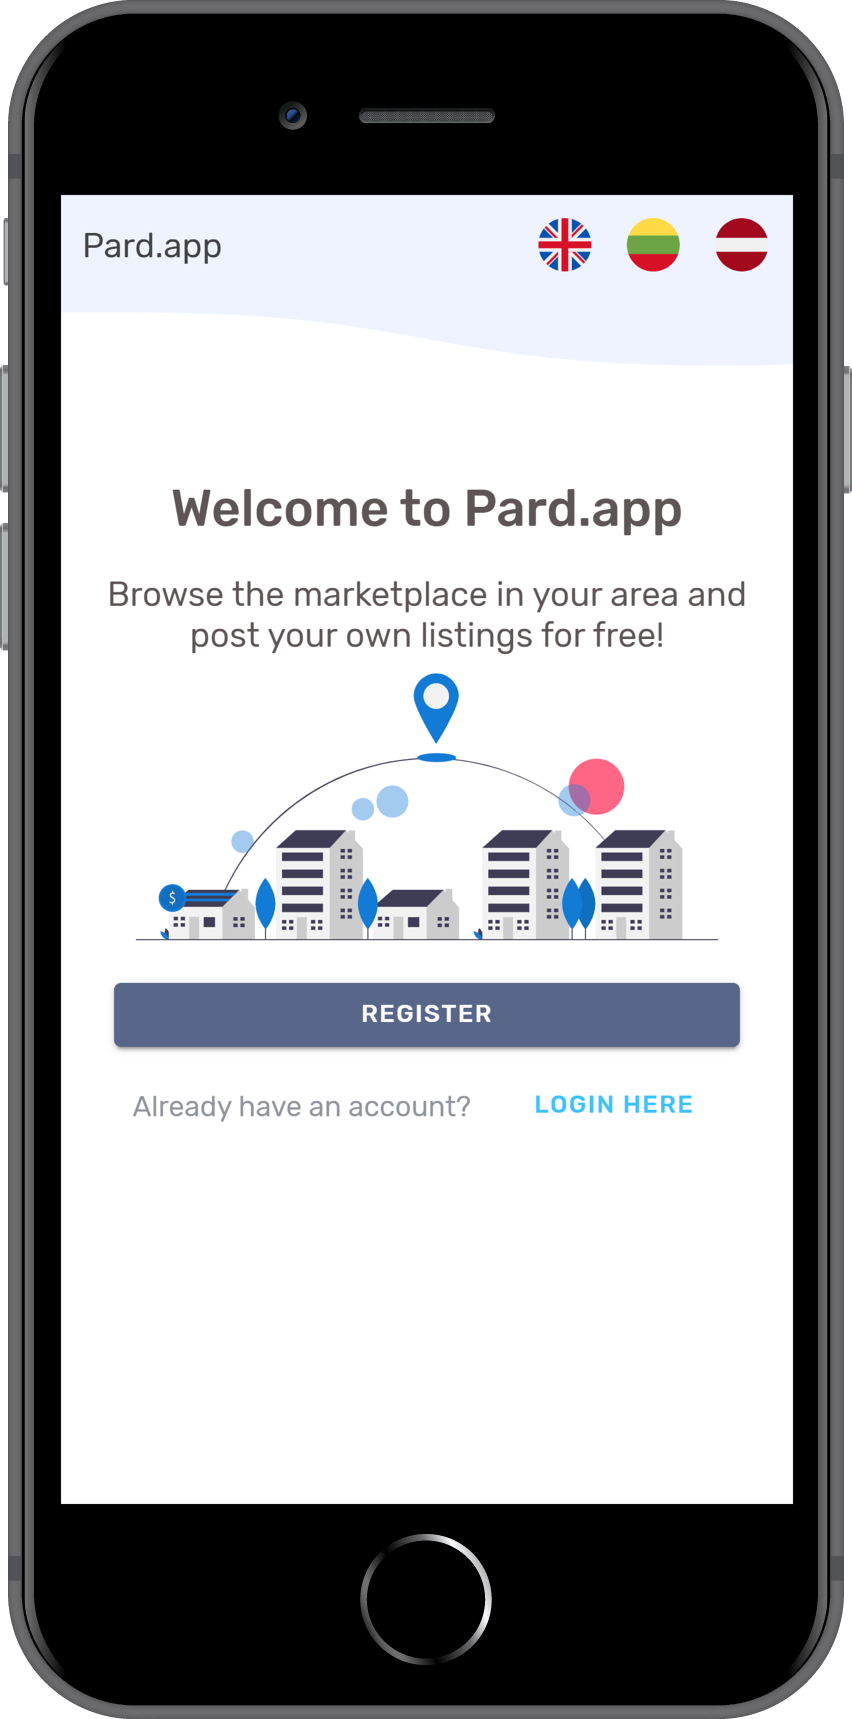 Pard.app
Welcome to Pard.app
Browse the marketplace in your area and
post your own listings for free!
$
REGISTER
Already have an account? LOGIN HERE